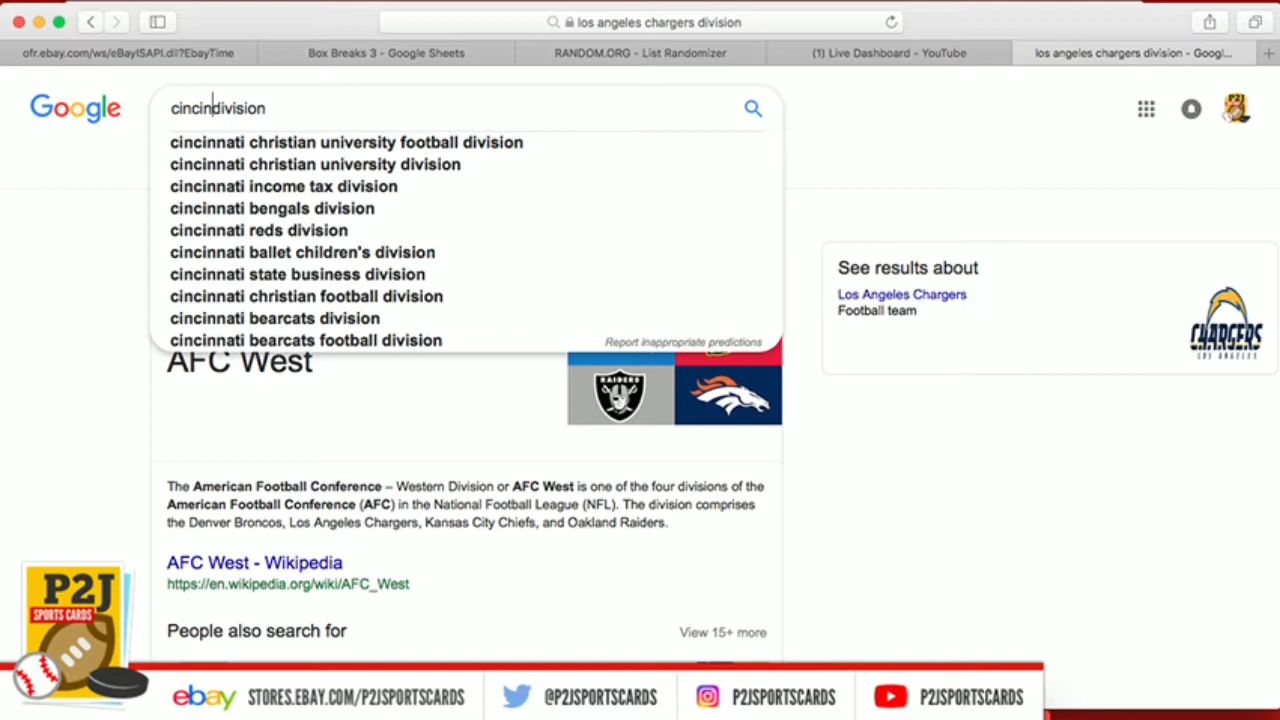 los angeles chargers division
ofr.ebay.com/ws/eBayISAPI.dll?EbayTime
Box Breaks 3 - Google Sheets
RANDOM.ORG - List Randomizer
(1) Live Dashboard - YouTube
los angeles chargers division - Googl...
Google
cincindivision
cincinnati christian university football division
cincinnati christian university division
cincinnati income tax division
cincinnati bengals division
cincinnati reds division
cincinnati ballet children's division
cincinnati state business division
cincinnati christian football division
cincinnati bearcats division
cincinnati bearcats football division
Report inappropriate predictions
P2J
See results about
Los Angeles Chargers
Football team
CHARGERS
LOS ANGELES
AFC West
RAIDERS
The American Football Conference – Western Division or AFC West is one of the four divisions of the
American Football Conference (AFC) in the National Football League (NFL). The division comprises
the Denver Broncos, Los Angeles Chargers, Kansas City Chiefs, and Oakland Raiders.
AFC West - Wikipedia
https://en.wikipedia.org/wiki/AFC_West
People also search for
View 15+ more
P2J
SPORTS CARDS
ebay
STORES.EBAY.COM/P2JSPORTSCARDS
@P2JSPORTSCARDS
P2JSPORTSCARDS
P2JSPORTSCARDS